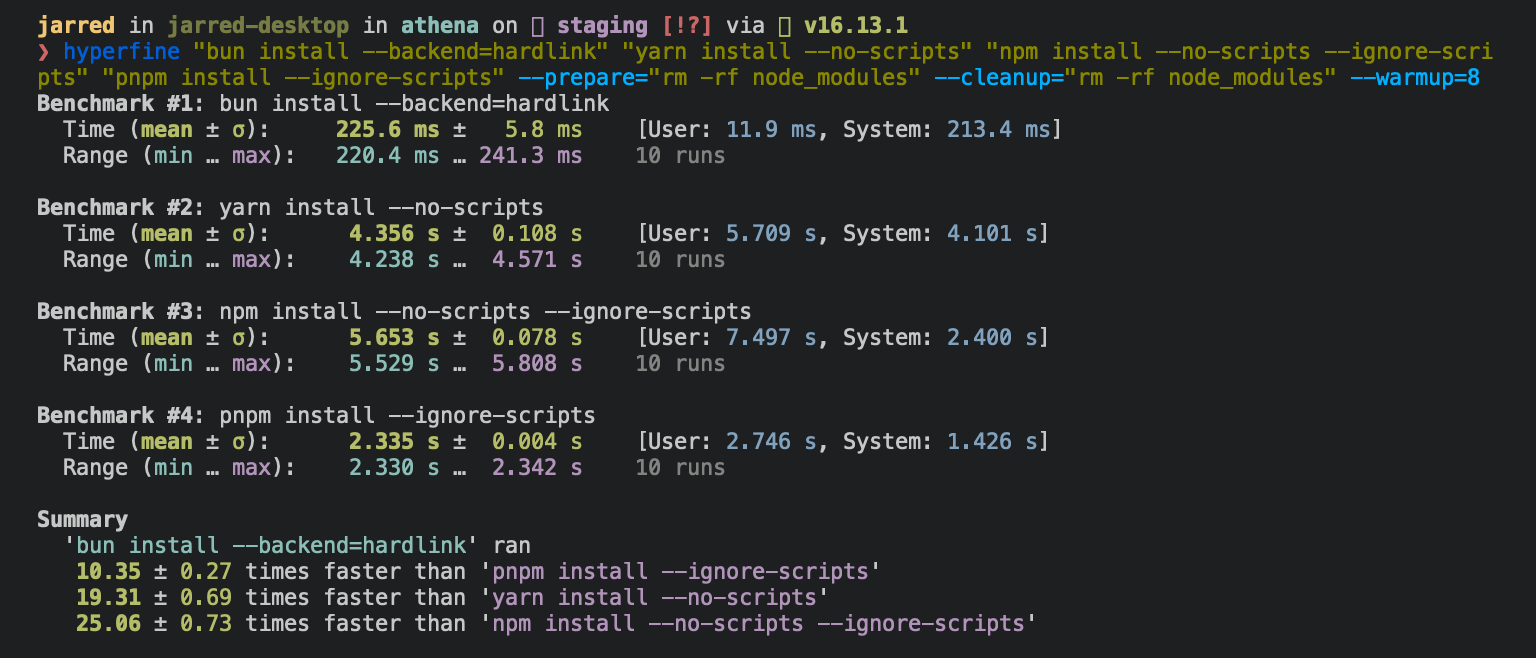 jarred in jarred-desktop in athena on staging [!?] via v16.13.1
❯ hyperfine "bun install --backend=hardlink" "yarn install --no-scripts" "npm install --no-scripts --ignore-scri
pts" "pnpm install --ignore-scripts" --prepare="rm -rf node_modules" --cleanup="rm -rf node_modules" --warmup=8
Benchmark #1: bun install --backend=hardlink
Time (mean ± σ): 225.6 ms ± 5.8 ms [User: 11.9 ms, System: 213.4 ms]
Range (min … max): 220.4 ms … 241.3 ms 10 runs
Benchmark #2: yarn install --no-scripts
Time (mean ± σ): 4.356 s ± 0.108 s [User: 5.709 s, System: 4.101 s]
Range (min … max): 4.238 s … 4.571 s 10 runs
Benchmark #3: npm install --no-scripts --ignore-scripts
Time (mean ± σ): 5.653 s ± 0.078 s [User: 7.497 s, System: 2.400 s]
Range (min … max): 5.529 s … 5.808 s 10 runs
Benchmark #4: pnpm install --ignore-scripts
Time (mean ± σ): 2.335 s ± 0.004 s [User: 2.746 s, System: 1.426 s]
Range (min … max): 2.330 s … 2.342 s 10 runs
Summary
'bun install --backend=hardlink' ran
10.35 ± 0.27 times faster than 'pnpm install --ignore-scripts'
19.31 ± 0.69 times faster than 'yarn install --no-scripts'
25.06 ± 0.73 times faster than 'npm install --no-scripts --ignore-scripts'